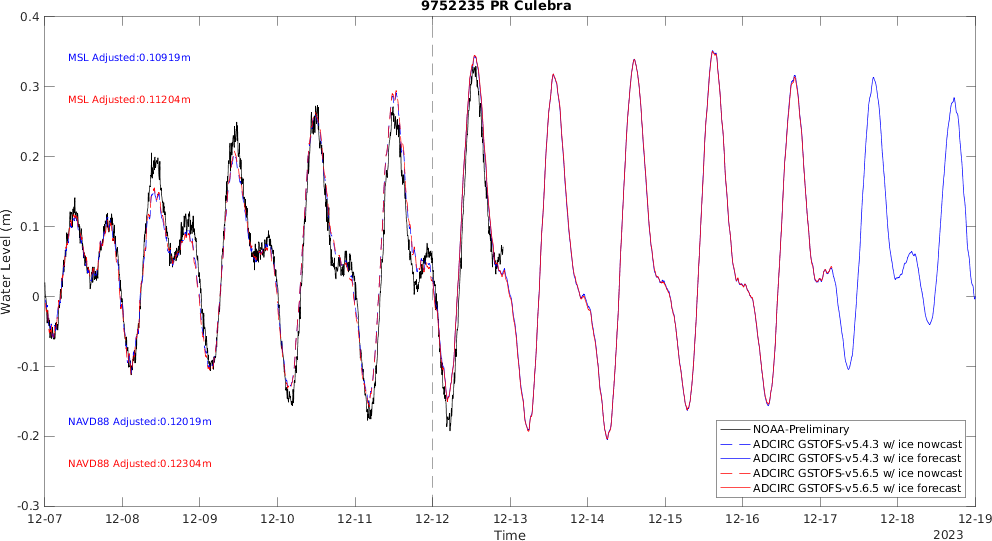 9752235 PR Culebra
0.4
MSL Adjusted:0.10919m
0.3
MSL Adjusted:0.11204m
0.2
0.1
Water Level (m)
0
-0.1
-0.2
NAVD88 Adjusted:0.12019m
NAVD88 Adjusted:0.12304m
-0.3
NOAA-Preliminary
ADCIRC GSTOFS-v5.4.3 w/ ice nowcast
ADCIRC GSTOFS-v5.4.3 w/ ice forecast
ADCIRC GSTOFS-v5.6.5 w/ ice nowcast
ADCIRC GSTOFS-v5.6.5 w/ ice forecast
12-07 12-08 12-09 12-10 12-11 12-12 12-13 12-14 12-15 12-16 12-17 12-18 12-19
Time
2023